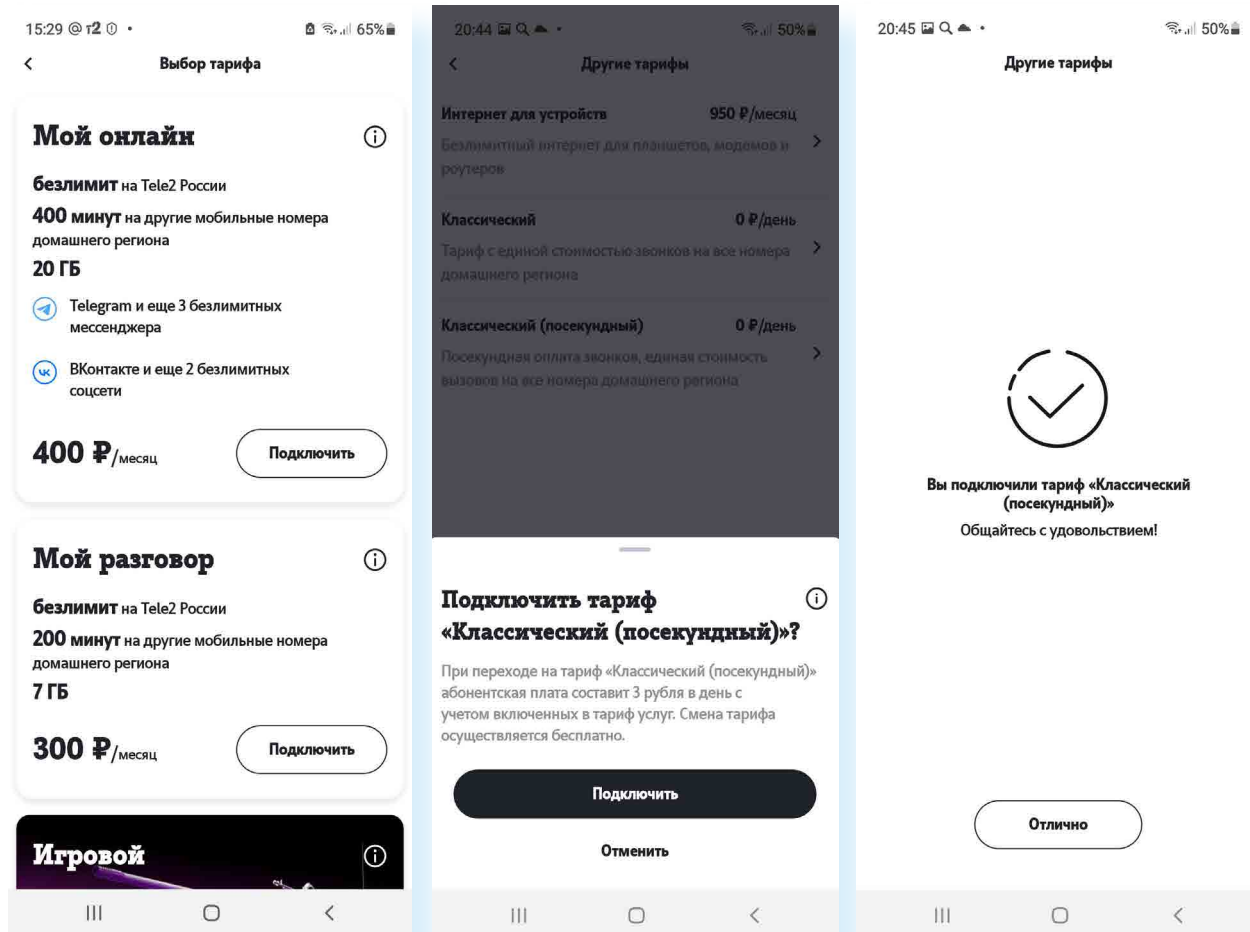 15:29 @ т2
65%
Выбор тарифа
Мой онлайн
безлимит на Tele2 России
400 минут на другие мобильные номера
домашнего региона
20 ГБ
Telegram и еще 3 безлимитных
мессенджера
ВКонтакте и еще 2 безлимитных
соцсети
400 ₽/месяц
Подключить
Мой разговор
безлимит на Tele2 России
200 минут на другие мобильные номера
домашнего региона
7 ГБ
300 ₽/месяц
Подключить
Игровой
20:44
50%
Другие тарифы
Интернет для устройств 950 ₽/месяц
Безлимитный интернет для планшетов, модемов и
роутеров
Классический 0 ₽/день
Тариф с единой стоимостью звонков на все номера
домашнего региона
Классический (посекундный) 0 ₽/день
Посекундная оплата звонков, единая стоимость
вызовов на все номера домашнего региона
Подключить тариф
«Классический (посекундный)»?
При переходе на тариф «Классический (посекундный)»
абонентская плата составит 3 рубля в день с
учетом включенных в тариф услуг. Смена тарифа
осуществляется бесплатно.
Подключить
Отменить
20:45
50%
Другие тарифы
Вы подключили тариф «Классический
(посекундный)»
Общайтесь с удовольствием!
Отлично